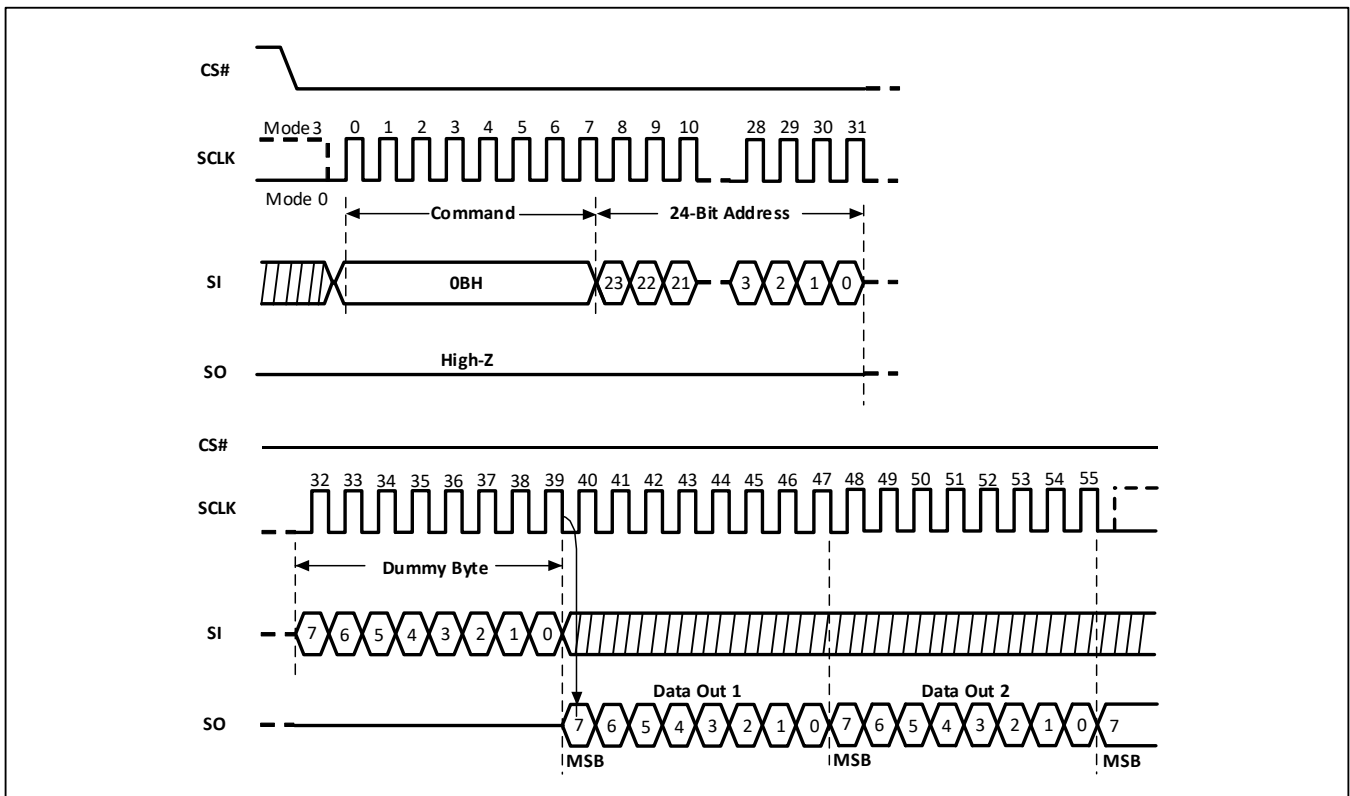 CS#
Mode 3 0 1 2 3 4 5 6 7 8 9 10 28 29 30 31
SCLK
Mode 0
Command 24-Bit Address
SI 0BH 23 22 21 3 2 1 0
High-Z
SO
CS#
32 33 34 35 36 37 38 39 40 41 42 43 44 45 46 47 48 49 50 51 52 53 54 55
SCLK
Dummy Byte
SI 7 6 5 4 3 2 1 0
Data Out 1 Data Out 2
SO 7 6 5 4 3 2 1 0 7 6 5 4 3 2 1 0 7
MSB MSB MSB